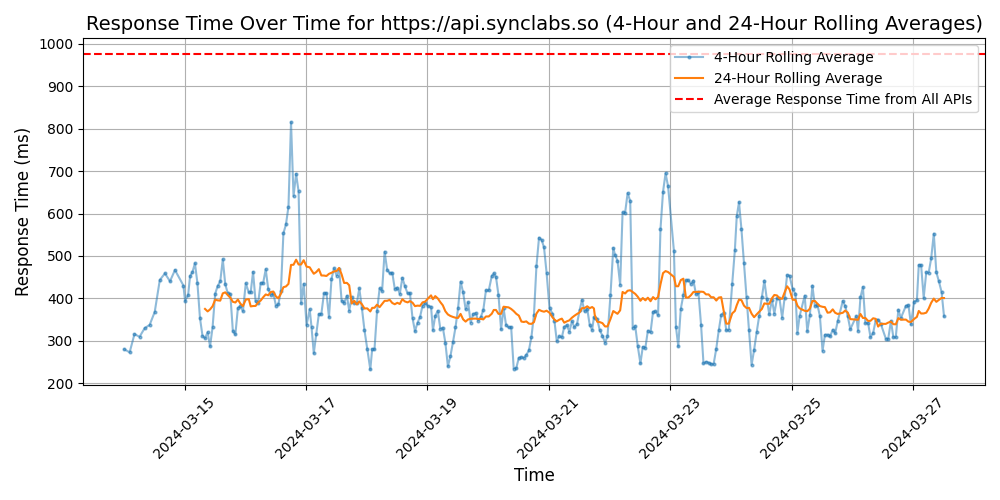 Response Time Over Time for https://api.synclabs.so (4-Hour and 24-Hour Rolling Averages)
Response Time (ms)
1000
900
800
700
600
500
400
300
200
4-Hour Rolling Average
24-Hour Rolling Average
Average Response Time from All APIs
2024-03-15
2024-03-17
2024-03-19
2024-03-21
2024-03-23
2024-03-25
2024-03-27
Time